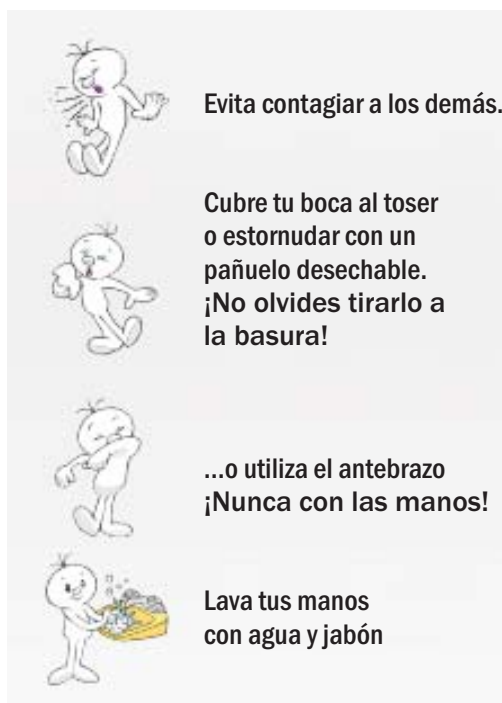 Evita contagiar a los demás.
Cubre tu boca al toser
o estornudar con un
pañuelo desechable.
¡No olvides tirarlo a
la basura!
...o utiliza el antebrazo
¡Nunca con las manos!
Lava tus manos
con agua y jabón